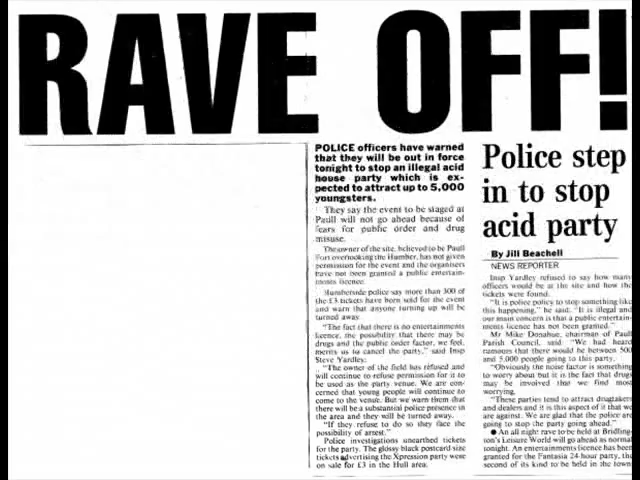 RAVE OFF!
POLICE officers have warned
that they will be out in force
tonight to stop an illegal acid
house party which is ex-
pected to attract up to 5,000
youngsters.
They say the event to be staged at
Paull will not go ahead because of
fears for public order and drug
misuse.
The owner of the site, believed to be Paull
Fort overlooking the Humber, has not given
permission for the event and the organisers
have not been granted a public entertain-
ments licence.
Humberside police say more than 300 of
the £3 tickets have been sold for the event
and warn that anyone turning up will be
turned away.
"The fact that there is no entertainments
licence, the possibility that there may be
drugs and the public order factor, we feel,
merits us to cancel the party," said Insp
Steve Yardley.
"The owner of the field has refused and
will continue to refuse permission for it to
be used as the party venue. We are con-
cerned that young people will continue to
come to the venue. But we warn them that
there will be a substantial police presence in
the area and they will be turned away.
"If they refuse to do so they face the
possibility of arrest."
Police investigations unearthed tickets
for the party. The glossy black postcard size
tickets advertising the Xpression party were
on sale for £3 in the Hull area.
Police step
in to stop
acid party
By Jill Beachell
NEWS REPORTER
Insp Yardley refused to say how many
officers would be at the site and how the
tickets were found.
"It is police policy to stop something like
this happening," he said. "It is illegal and
our main concern is that a public entertain-
ments licence has not been granted."
Mr Mike Donahue, chairman of Paull
Parish Council, said "We had heard
rumours that there would be between 500
and 5,000 people going to this party.
"Obviously the noise factor is something
to worry about but it is the fact that drugs
may be involved that we find most
worrying.
"These parties tend to attract drugtakers
and dealers and it is this aspect of it that we
are against. We are glad that the police are
going to stop the party going ahead."
● An all night rave to be held at Bridling-
ton's Leisure World will go ahead as normal
tonight. An entertainments licence has been
granted for the Fantasia 24-hour party, the
second of its kind to be held in the town